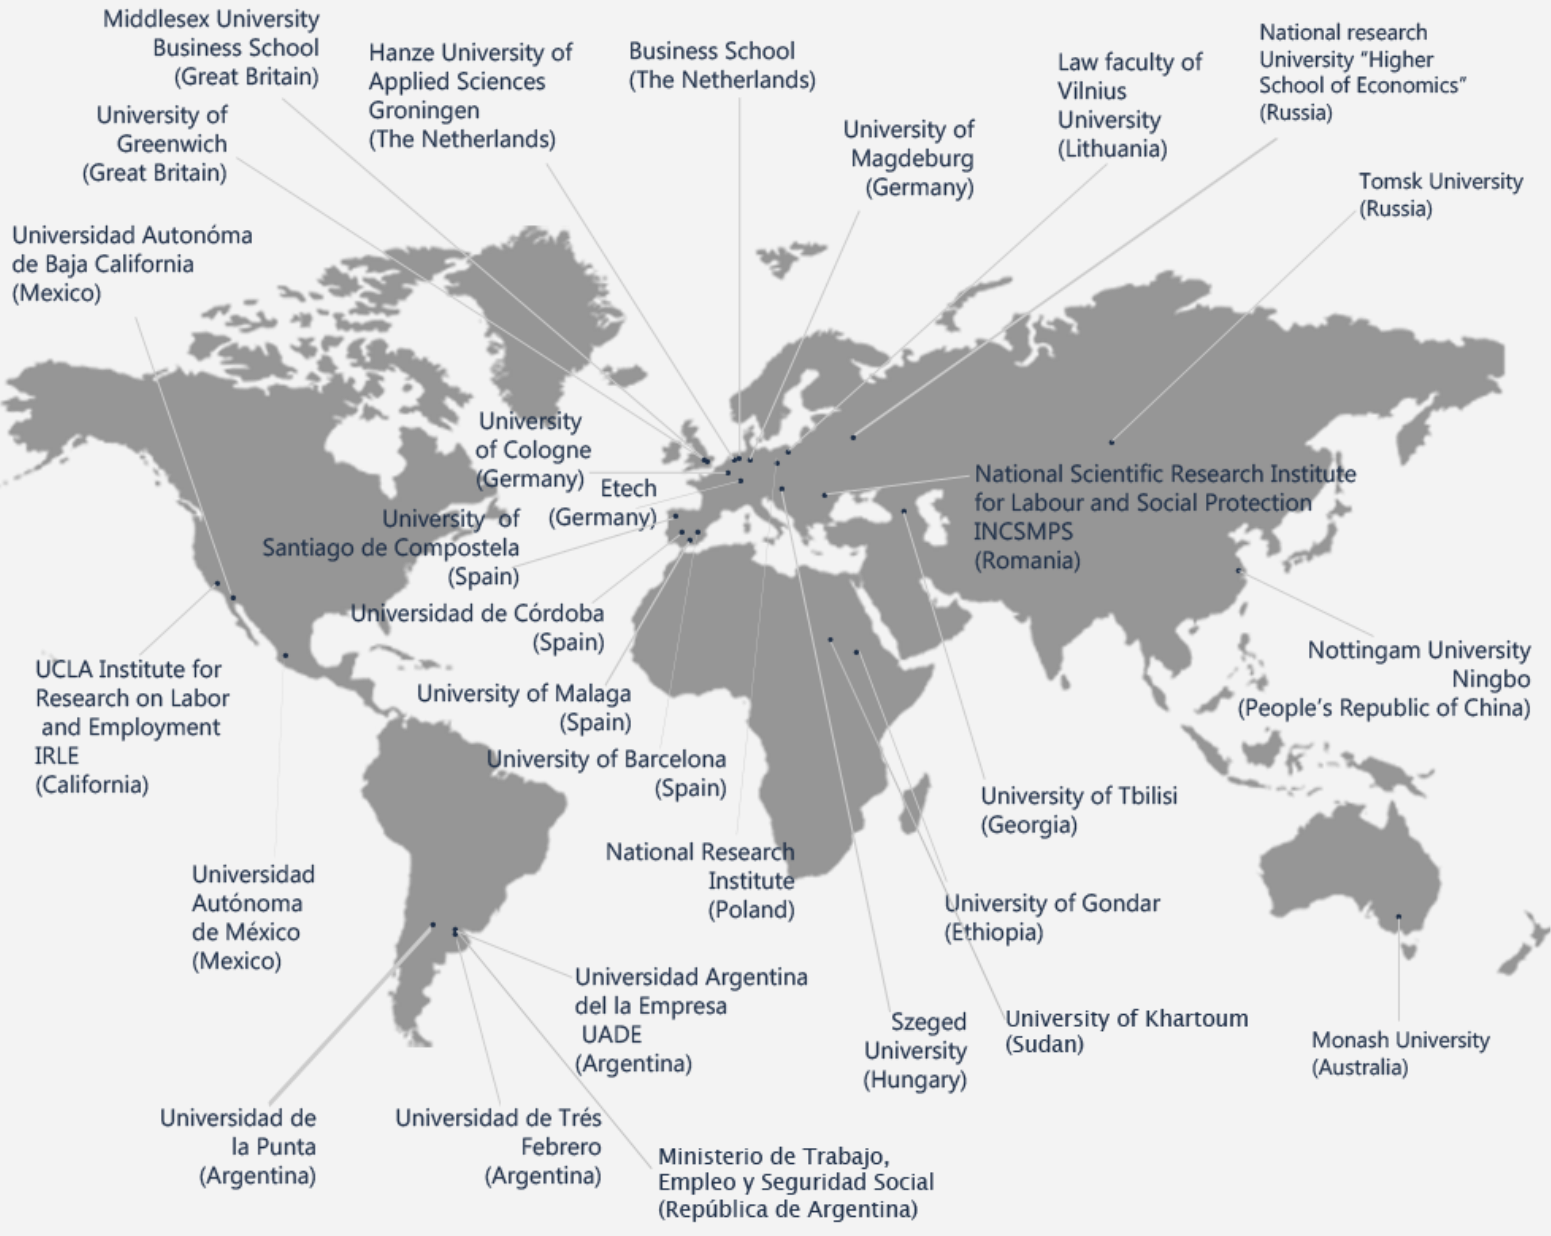 Middlesex University
Business School
(Great Britain)
Hanze University of
Applied Sciences
Groningen
(The Netherlands)
Business School
(The Netherlands)
Law faculty of
Vilnius
University
(Lithuania)
National research
University “Higher
School of Economics”
(Russia)
University of
Greenwich
(Great Britain)
University of
Magdeburg
(Germany)
Tomsk University
(Russia)
Universidad Autonóma
de Baja California
(Mexico)
University
of Cologne
(Germany)
Etech
(Germany)
National Scientific Research Institute
for Labour and Social Protection
INCSMPS
(Romania)
University of
Santiago de Compostela
(Spain)
Universidad de Córdoba
(Spain)
UCLA Institute for
Research on Labor
and Employment
IRLE
(California)
Nottingam University
Ningbo
(People’s Republic of China)
University of Malaga
(Spain)
University of Barcelona
(Spain)
University of Tbilisi
(Georgia)
National Research
Institute
(Poland)
Universidad
Autónoma
de México
(Mexico)
University of Gondar
(Ethiopia)
Universidad Argentina
del la Empresa
UADE
(Argentina)
Szeged
University
(Hungary)
University of Khartoum
(Sudan)
Monash University
(Australia)
Universidad de
la Punta
(Argentina)
Universidad de Trés
Febrero
(Argentina)
Ministerio de Trabajo,
Empleo y Seguridad Social
(República de Argentina)